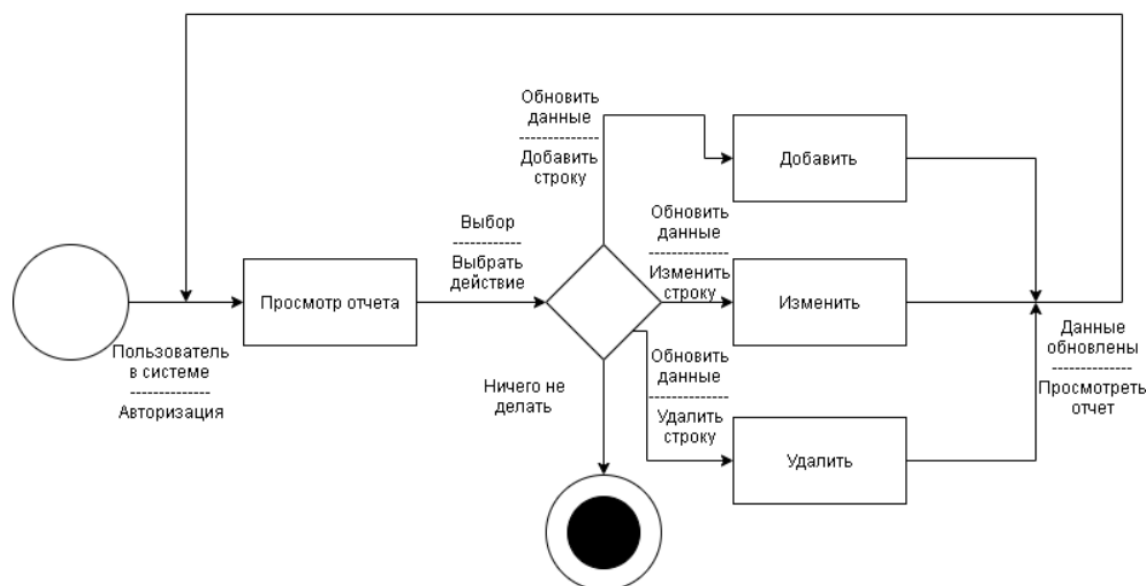 Обновить
данные
Добавить
строку
Добавить
Выбор
Выбрать
действие
Обновить
данные
Изменить
строку
Просмотр отчета
Изменить
Пользователь
в системе
Авторизация
Данные
обновлены
Просмотреть
отчет
Обновить
данные
Удалить
строку
Ничего не
делать
Удалить